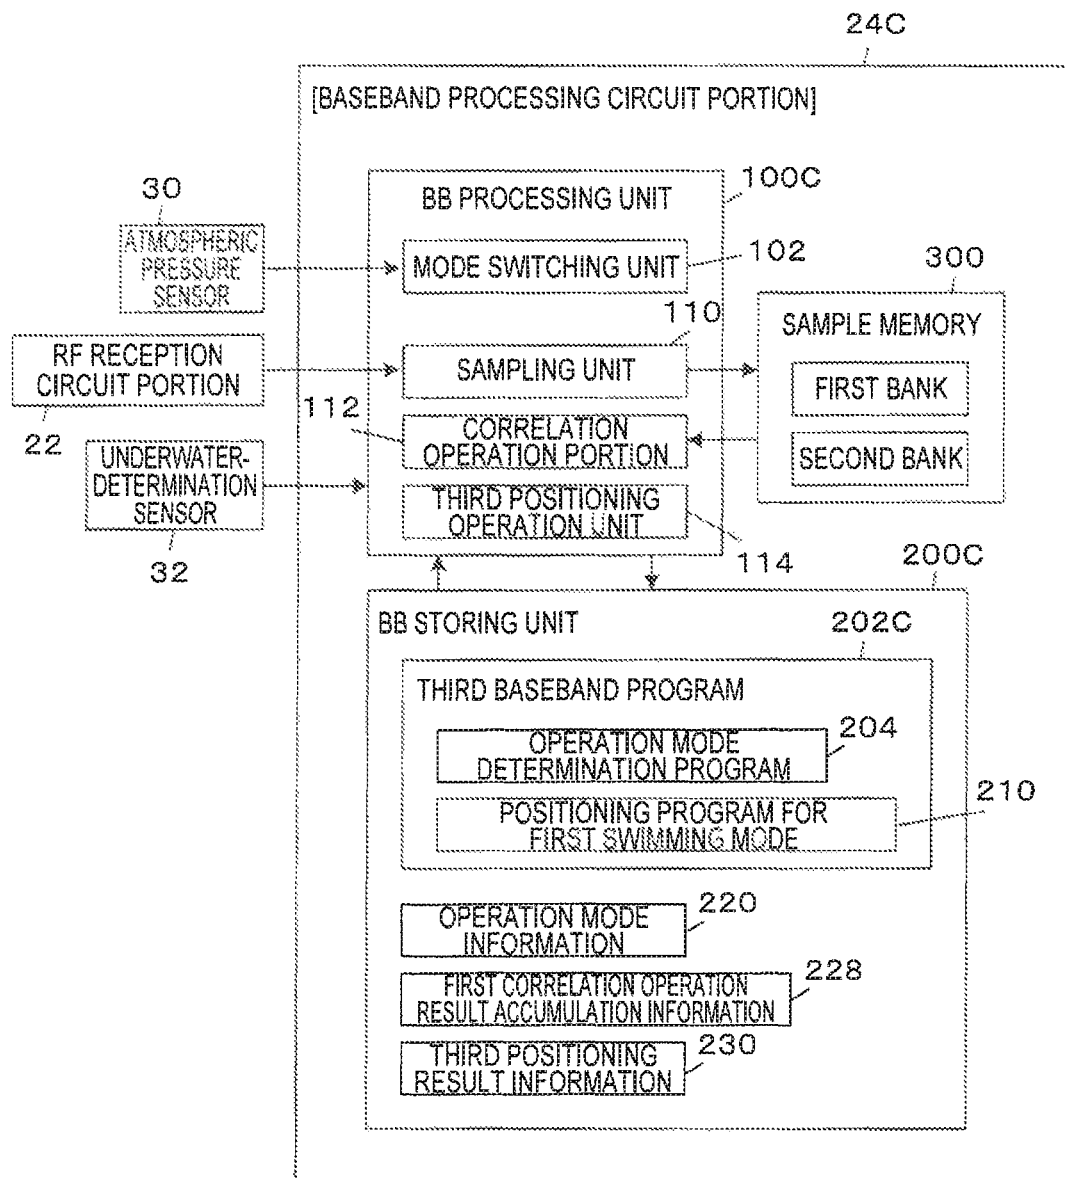 24C
[BASEBAND PROCESSING CIRCUIT PORTION]
100C
BB PROCESSING UNIT
30
ATMOSPHERIC
PRESSURE
SENSOR
MODE SWITCHING UNIT
102
300
SAMPLE MEMORY
110
RF RECEPTION
CIRCUIT PORTION
22
SAMPLING UNIT
FIRST BANK
112
CORRELATION
OPERATION PORTION
SECOND BANK
UNDERWATER-
DETERMINATION
SENSOR
32
THIRD POSITIONING
OPERATION UNIT
114
200C
BB STORING UNIT
202C
THIRD BASEBAND PROGRAM
OPERATION MODE
DETERMINATION PROGRAM
204
POSITIONING PROGRAM FOR
FIRST SWIMMING MODE
210
OPERATION MODE
INFORMATION
220
FIRST CORRELATION OPERATION
RESULT ACCUMULATION INFORMATION
228
THIRD POSITIONING
RESULT INFORMATION
230